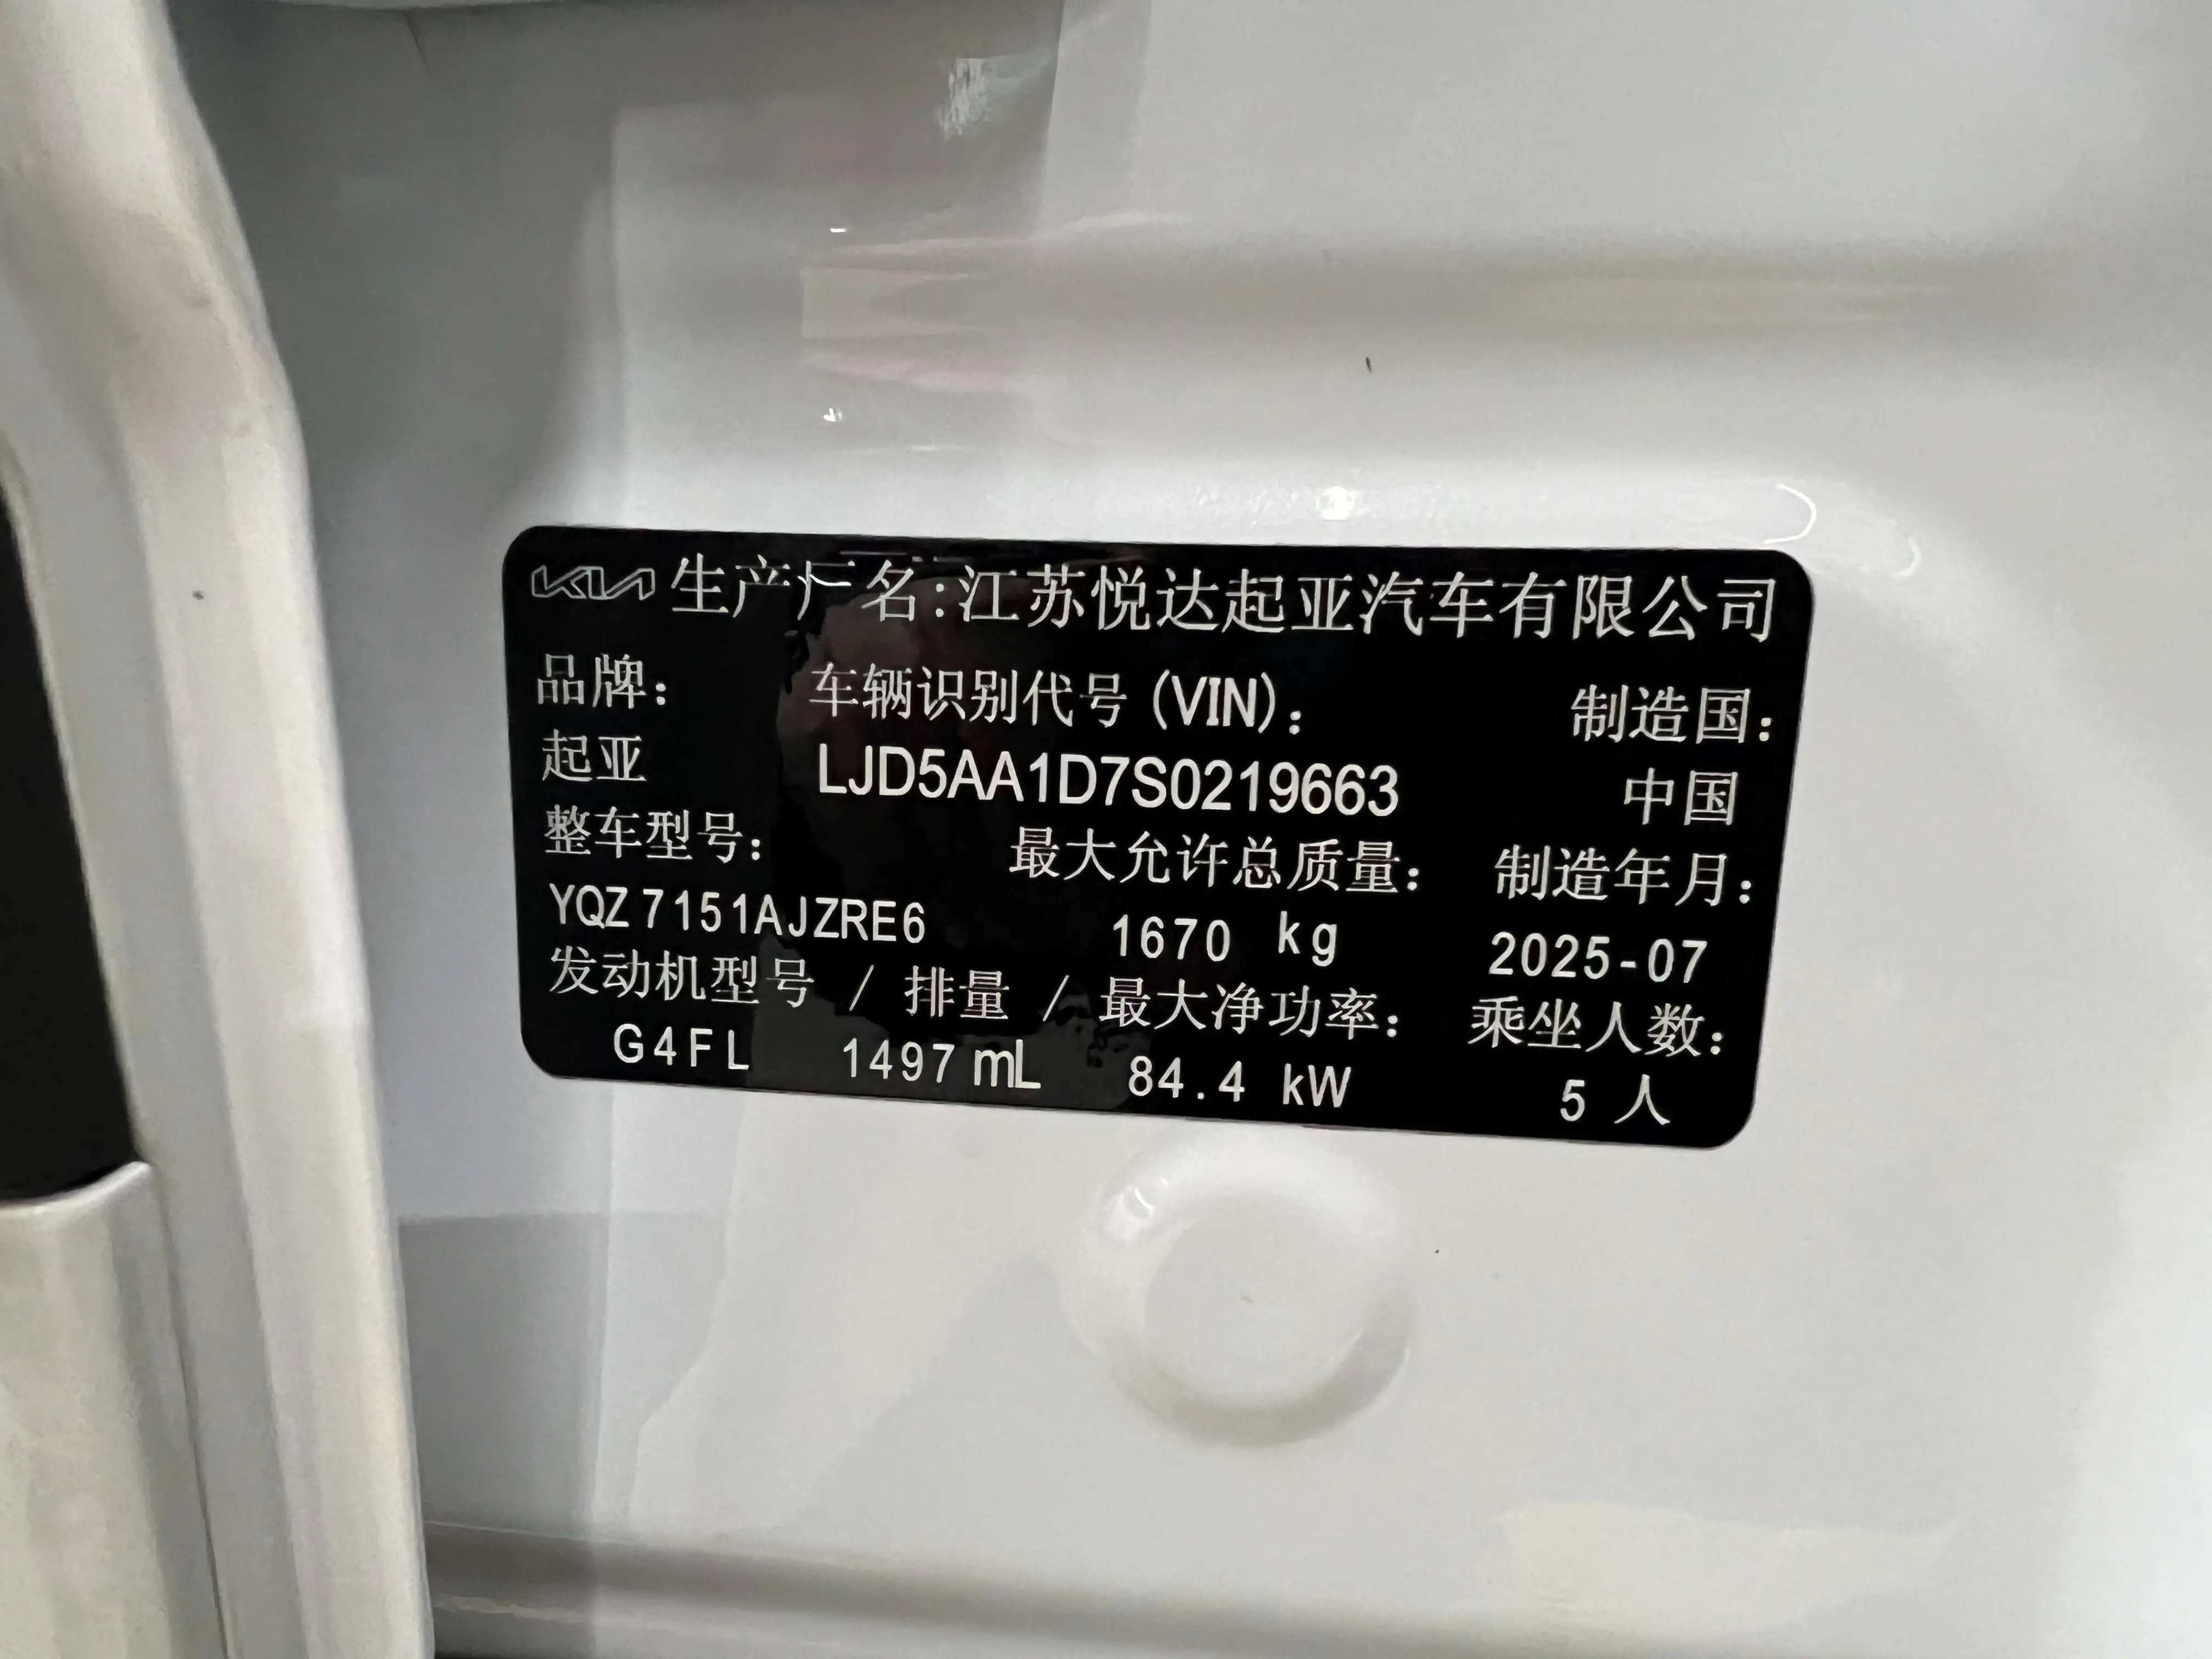 KIA 生产厂名:江苏悦达起亚汽车有限公司
品牌: 车辆识别代号(VIN): 制造国:
起亚 LJD5AA1D7S0219663 中国
整车型号: 最大允许总质量: 制造年月:
YQZ7151AJZRE6 1670 kg 2025-07
发动机型号 / 排量 / 最大净功率: 乘坐人数:
G4FL 1497 mL 84.4 kW 5 人